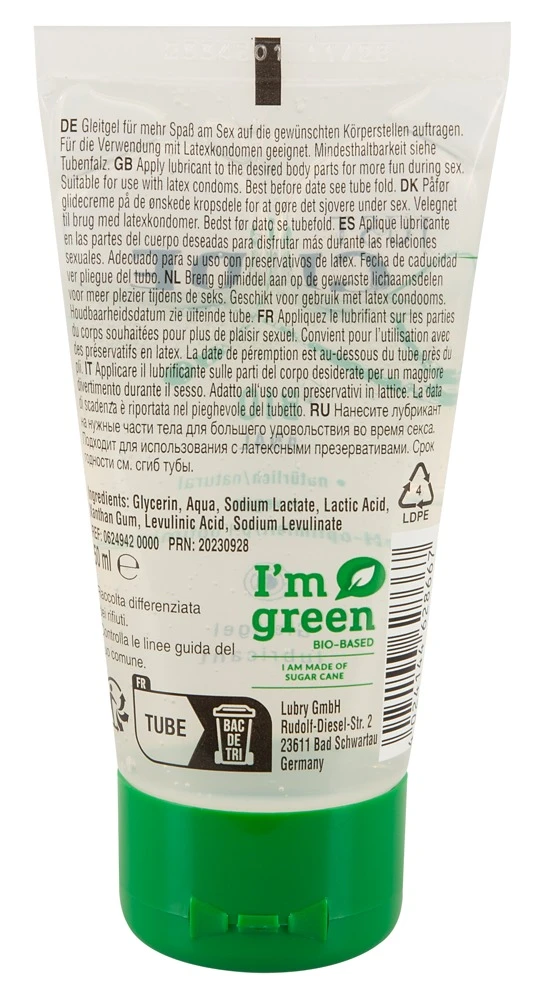 DE Gleitgel für mehr Spaß am Sex auf die gewünschten Körperstellen auftragen.
Für die Verwendung mit Latexkondomen geeignet. Mindesthaltbarkeit siehe
Tubenfalz. GB Apply lubricant to the desired body parts for more fun during sex.
Suitable for use with latex condoms. Best before date see tube fold. DK Påfør
glidecreme på de ønskede kropsdele for at gøre det sjovere under sex. Velegnet
til brug med latexkondomer. Bedst før dato se tubefold. ES Aplique lubricante
en las partes del cuerpo deseadas para disfrutar más durante las relaciones
sexuales. Adecuado para su uso con preservativos de látex. Fecha de caducidad
ver pliegue del tubo. NL Breng glijmiddel aan op de gewenste lichaamsdelen
voor meer plezier tijdens de seks. Geschikt voor gebruik met latex condooms.
Houdbaarheidsdatum zie uiteinde tube. FR Appliquez le lubrifiant sur les parties
du corps souhaitées pour plus de plaisir sexuel. Convient pour l'utilisation avec
des préservatifs en latex. La date de péremption est au-dessous du tube près du
pli. IT Applicare il lubrificante sulle parti del corpo desiderate per un maggiore
divertimento durante il sesso. Adatto all'uso con preservativi in lattice. La data
di scadenza è riportata nel pieghevole del tubetto. RU Нанесите лубрикант
на нужные части тела для большего удовольствия во время секса.
Подходит для использования с латексными презервативами. Срок
годности см. сгиб тубы.
Ingredients: Glycerin, Aqua, Sodium Lactate, Lactic Acid,
Xanthan Gum, Levulinic Acid, Sodium Levulinate
REF: 0624942 0000 PRN: 20230928
50 ml ℮
4
LDPE
I'm
green
BIO-BASED
I AM MADE OF
SUGAR CANE
Raccolta differenziata
dei rifiuti.
Controlla le linee guida del
tuo comune.
FR
TUBE
BAC
DE
TRI
Lubry GmbH
Rudolf-Diesel-Str. 2
23611 Bad Schwartau
Germany